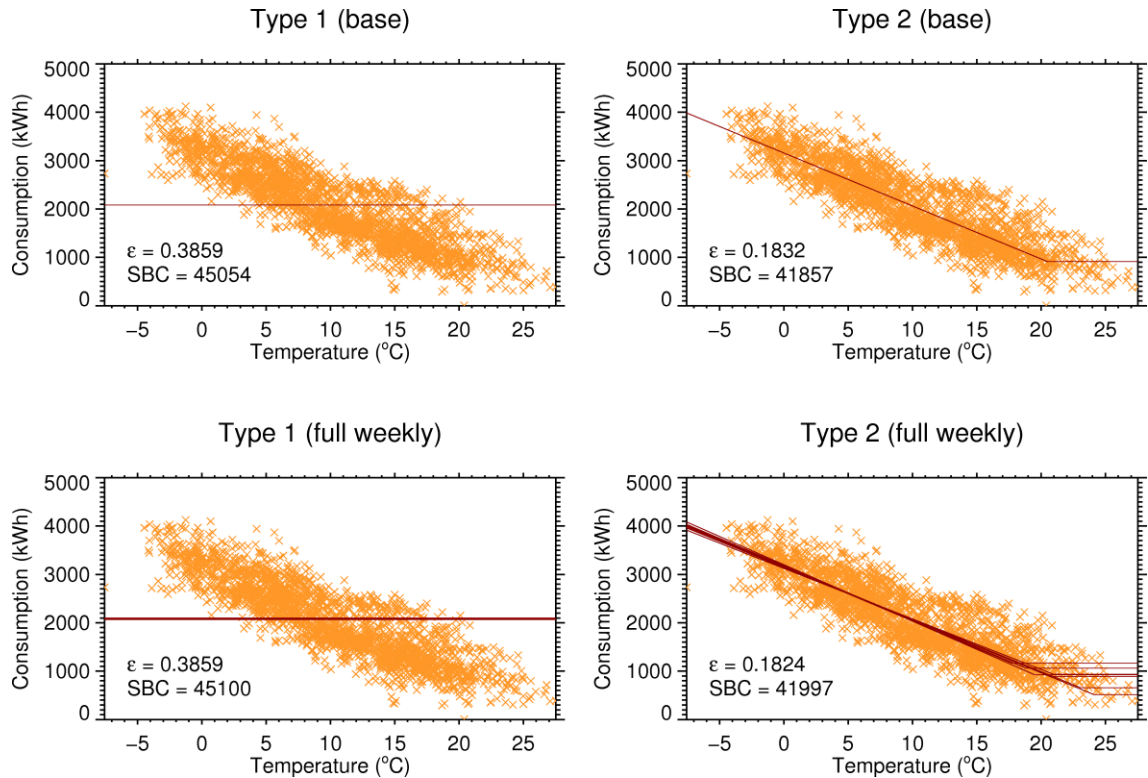 Type 1 (base)
Consumption (kWh)
5000
4000
3000
2000
1000
0
ε = 0.3859
SBC = 45054
−5 0 5 10 15 20 25
Temperature (°C)
Type 2 (base)
Consumption (kWh)
5000
4000
3000
2000
1000
0
ε = 0.1832
SBC = 41857
−5 0 5 10 15 20 25
Temperature (°C)
Type 1 (full weekly)
Consumption (kWh)
5000
4000
3000
2000
1000
0
ε = 0.3859
SBC = 45100
−5 0 5 10 15 20 25
Temperature (°C)
Type 2 (full weekly)
Consumption (kWh)
5000
4000
3000
2000
1000
0
ε = 0.1824
SBC = 41997
−5 0 5 10 15 20 25
Temperature (°C)